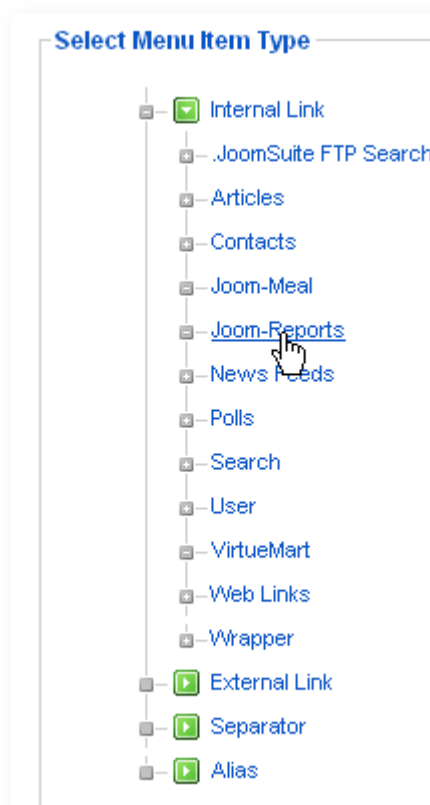 Select Menu Item Type
Internal Link
.JoomSuite FTP Search
Articles
Contacts
Joom-Meal
Joom-Reports
News Feeds
Polls
Search
User
VirtueMart
Web Links
Wrapper
External Link
Separator
Alias